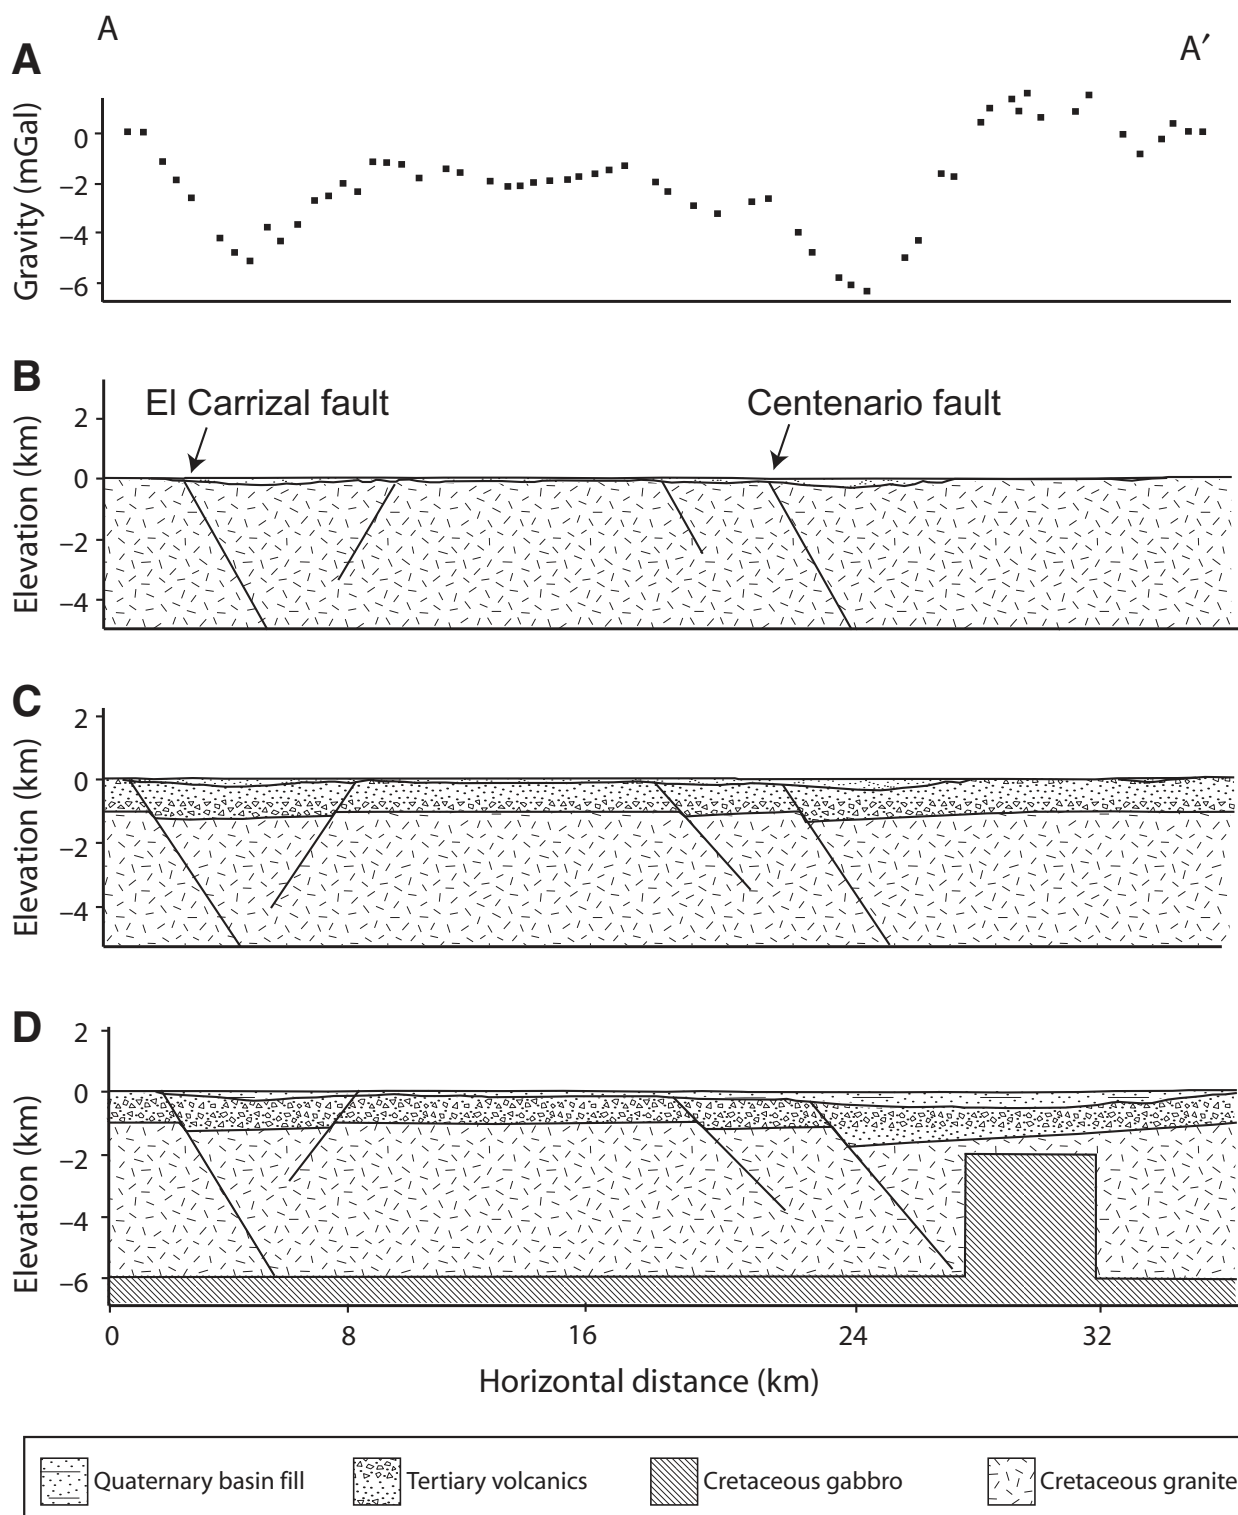 A
A′
A
Gravity (mGal)
0
−2
−4
−6
B
El Carrizal fault
Centenario fault
Elevation (km)
2
0
−2
−4
C
Elevation (km)
2
0
−2
−4
D
Elevation (km)
2
0
−2
−4
−6
0 8 16 24 32
Horizontal distance (km)
Quaternary basin fill Tertiary volcanics Cretaceous gabbro Cretaceous granite